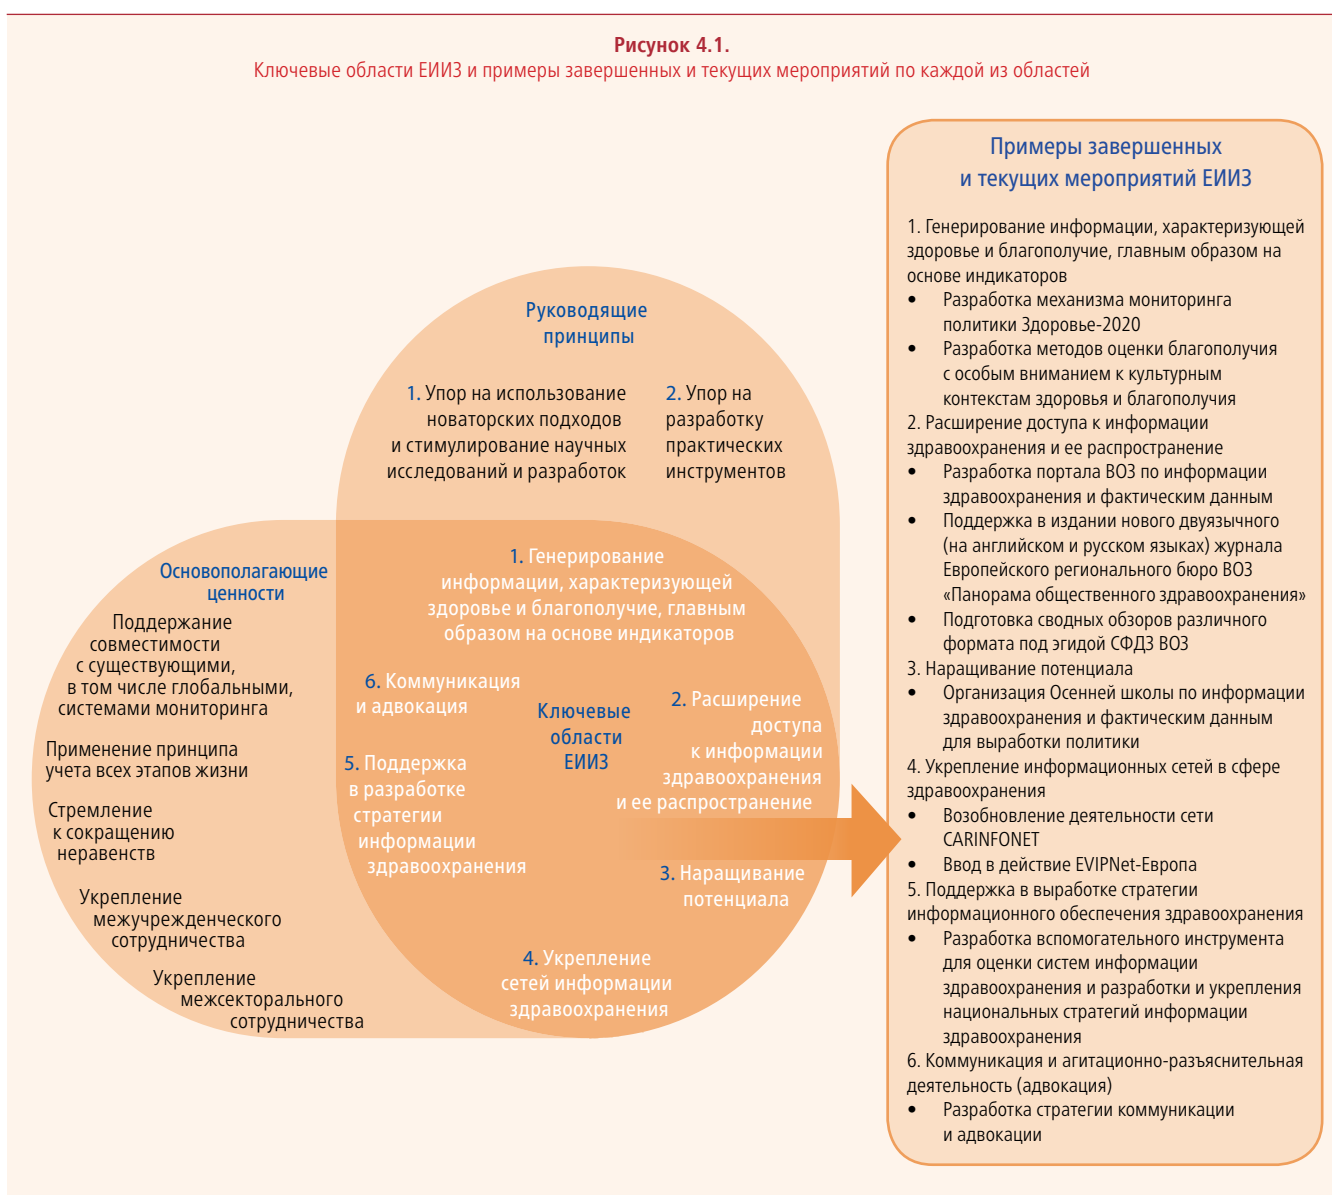 Рисунок 4.1.
Ключевые области ЕИИЗ и примеры завершенных и текущих мероприятий по каждой из областей
Руководящие
принципы
1. Упор на использование
новаторских подходов
и стимулирование научных
исследований и разработок
2. Упор на
разработку
практических
инструментов
Основополагающие
ценности
Поддержание
совместимости
с существующими,
в том числе глобальными,
системами мониторинга
Применение принципа
учета всех этапов жизни
Стремление
к сокращению
неравенств
Укрепление
межучрежденческого
сотрудничества
Укрепление
межсекторального
сотрудничества
1. Генерирование
информации, характеризующей
здоровье и благополучие, главным
образом на основе индикаторов
6. Коммуникация
и адвокация
Ключевые
области
ЕИИЗ
2. Расширение
доступа
к информации
здравоохранения
и ее распространение
5. Поддержка
в разработке
стратегии
информации
здравоохранения
3. Наращивание
потенциала
4. Укрепление
сетей информации
здравоохранения
Примеры завершенных
и текущих мероприятий ЕИИЗ
1. Генерирование информации, характеризующей
здоровье и благополучие, главным образом на
основе индикаторов
• Разработка механизма мониторинга
политики Здоровье-2020
• Разработка методов оценки благополучия
с особым вниманием к культурным
контекстам здоровья и благополучия
2. Расширение доступа к информации
здравоохранения и ее распространение
• Разработка портала ВОЗ по информации
здравоохранения и фактическим данным
• Поддержка в издании нового двуязычного
(на английском и русском языках) журнала
Европейского регионального бюро ВОЗ
«Панорама общественного здравоохранения»
• Подготовка сводных обзоров различного
формата под эгидой СФДЗ ВОЗ
3. Наращивание потенциала
• Организация Осенней школы по информации
здравоохранения и фактическим данным
для выработки политики
4. Укрепление информационных сетей в сфере
здравоохранения
• Возобновление деятельности сети
CARINFONET
• Ввод в действие EVIPNet-Европа
5. Поддержка в выработке стратегии
информационного обеспечения здравоохранения
• Разработка вспомогательного инструмента
для оценки систем информации
здравоохранения и разработки и укрепления
национальных стратегий информации
здравоохранения
6. Коммуникация и агитационно-разъяснительная
деятельность (адвокация)
• Разработка стратегии коммуникации
и адвокации